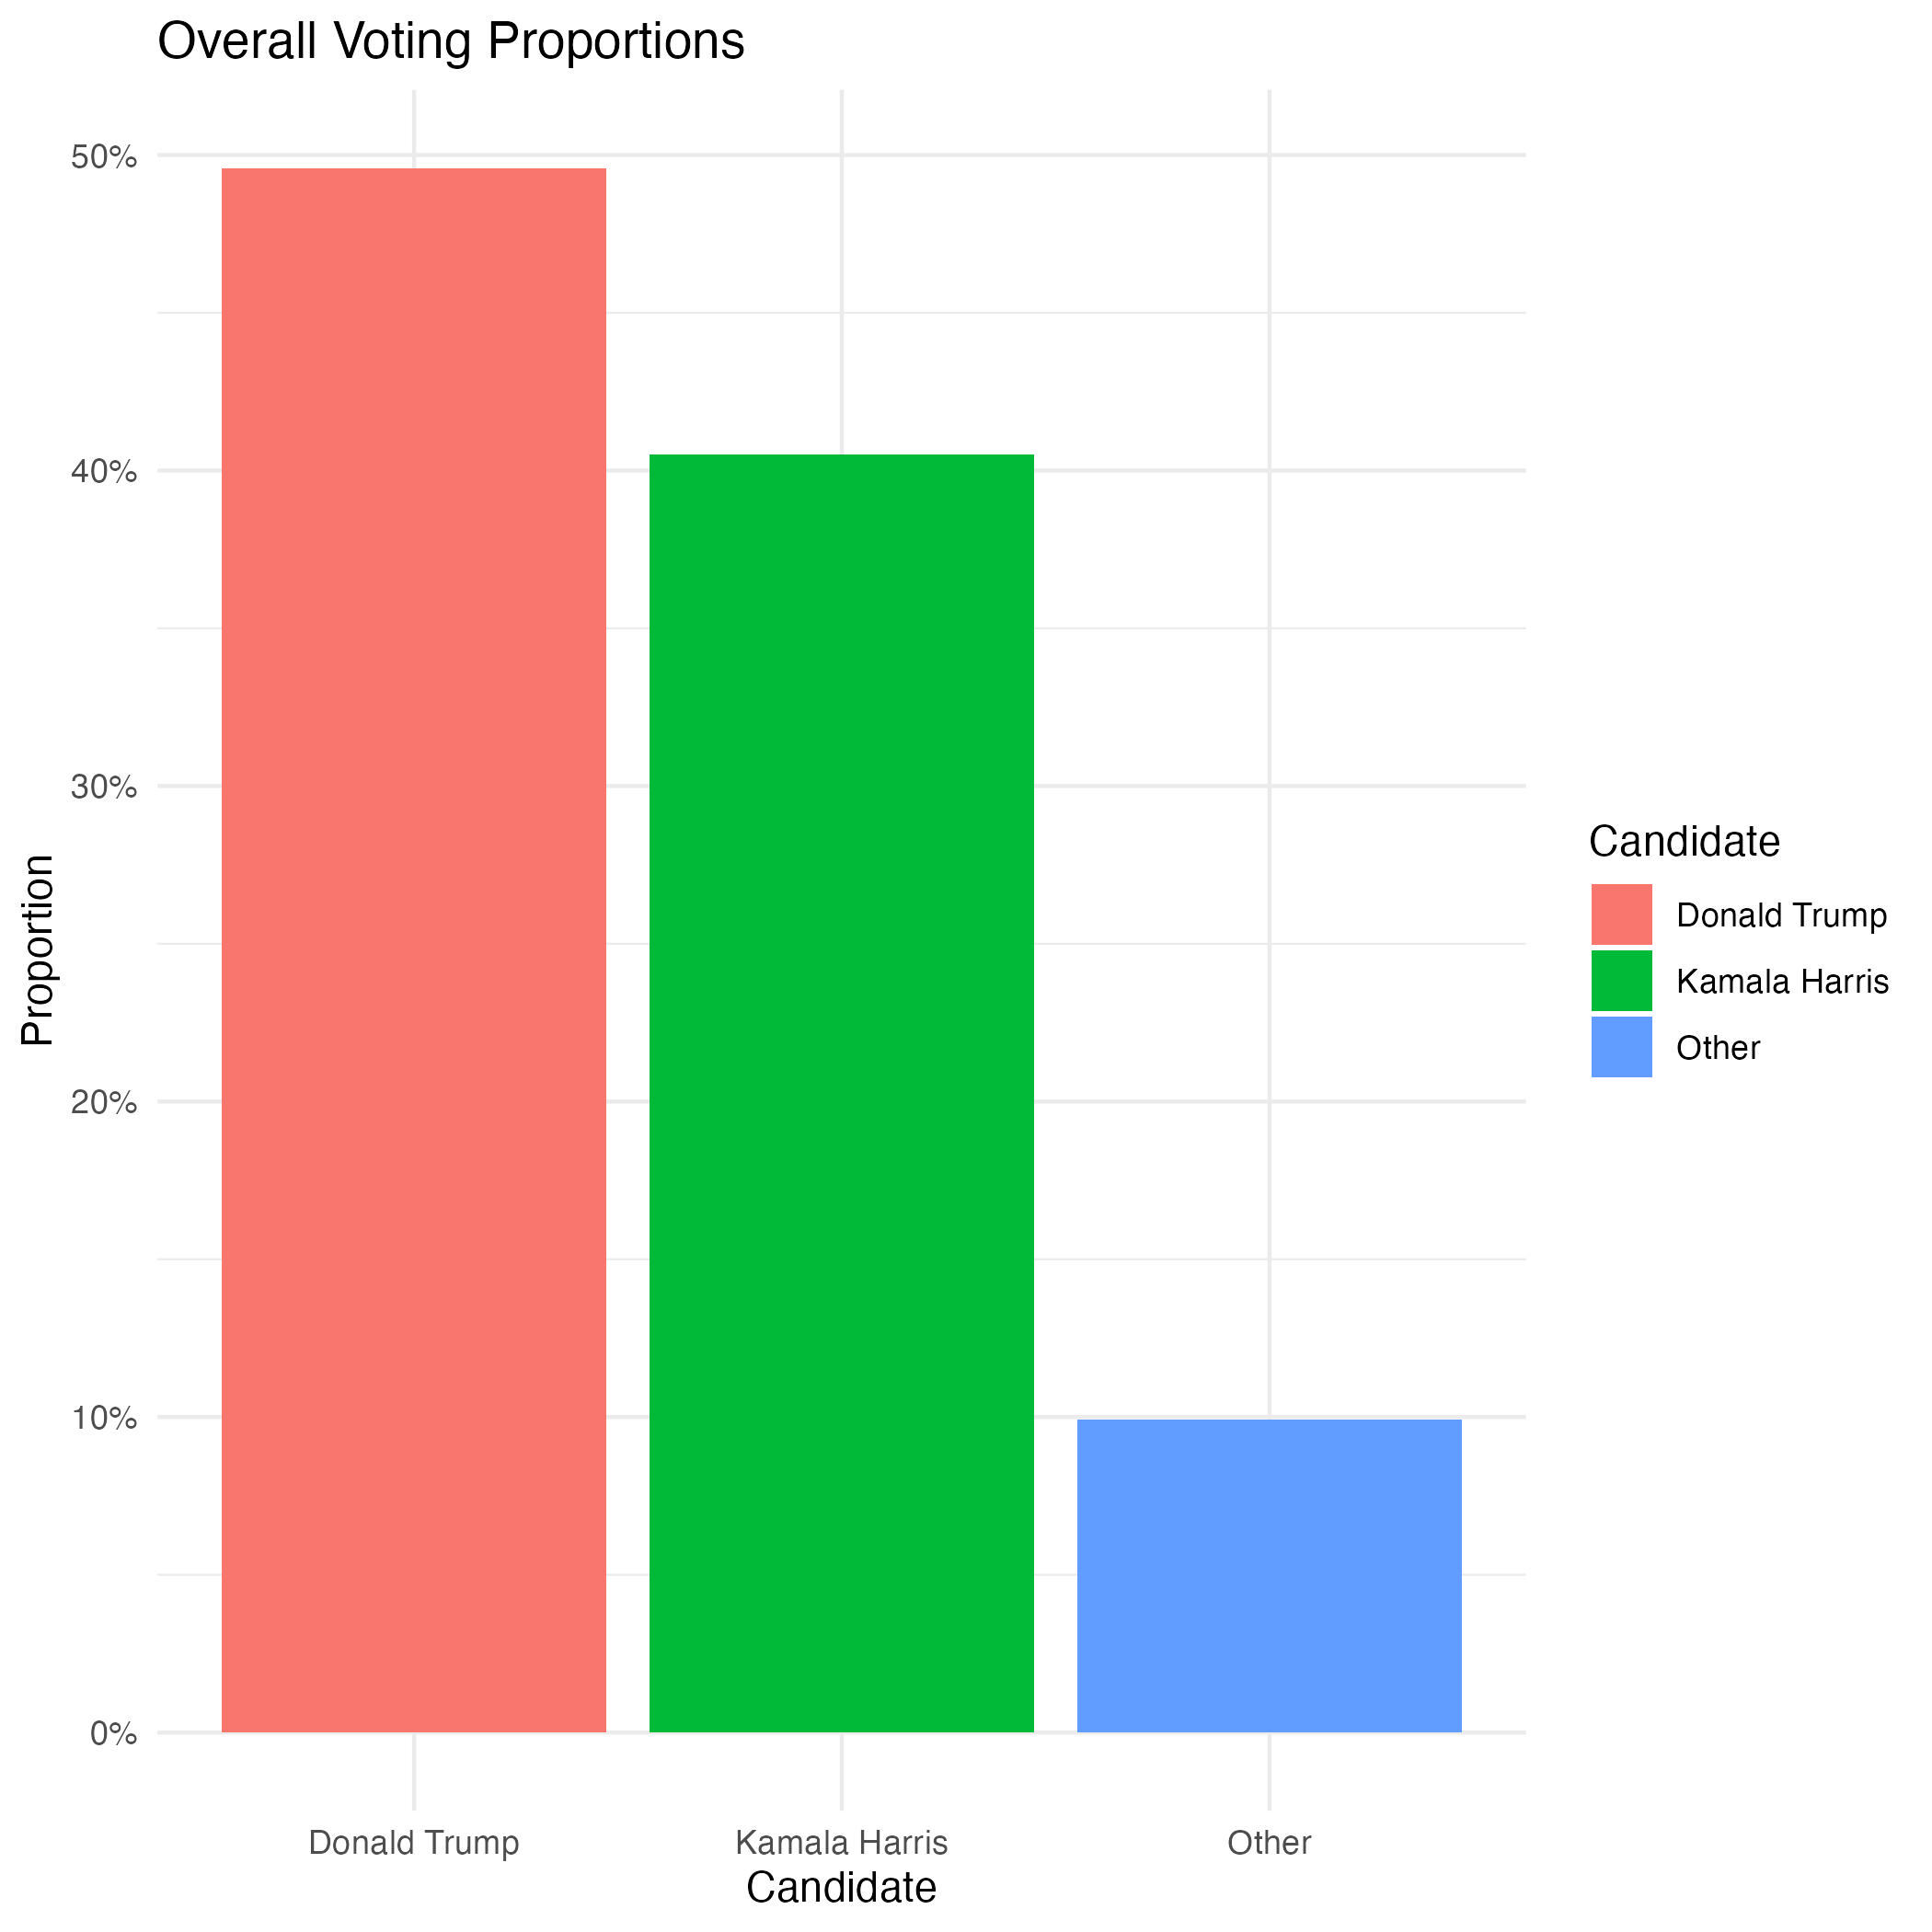 Overall Voting Proportions
Proportion
50%
40%
30%
20%
10%
0%
Donald Trump
Kamala Harris
Other
Candidate
Candidate
Donald Trump
Kamala Harris
Other